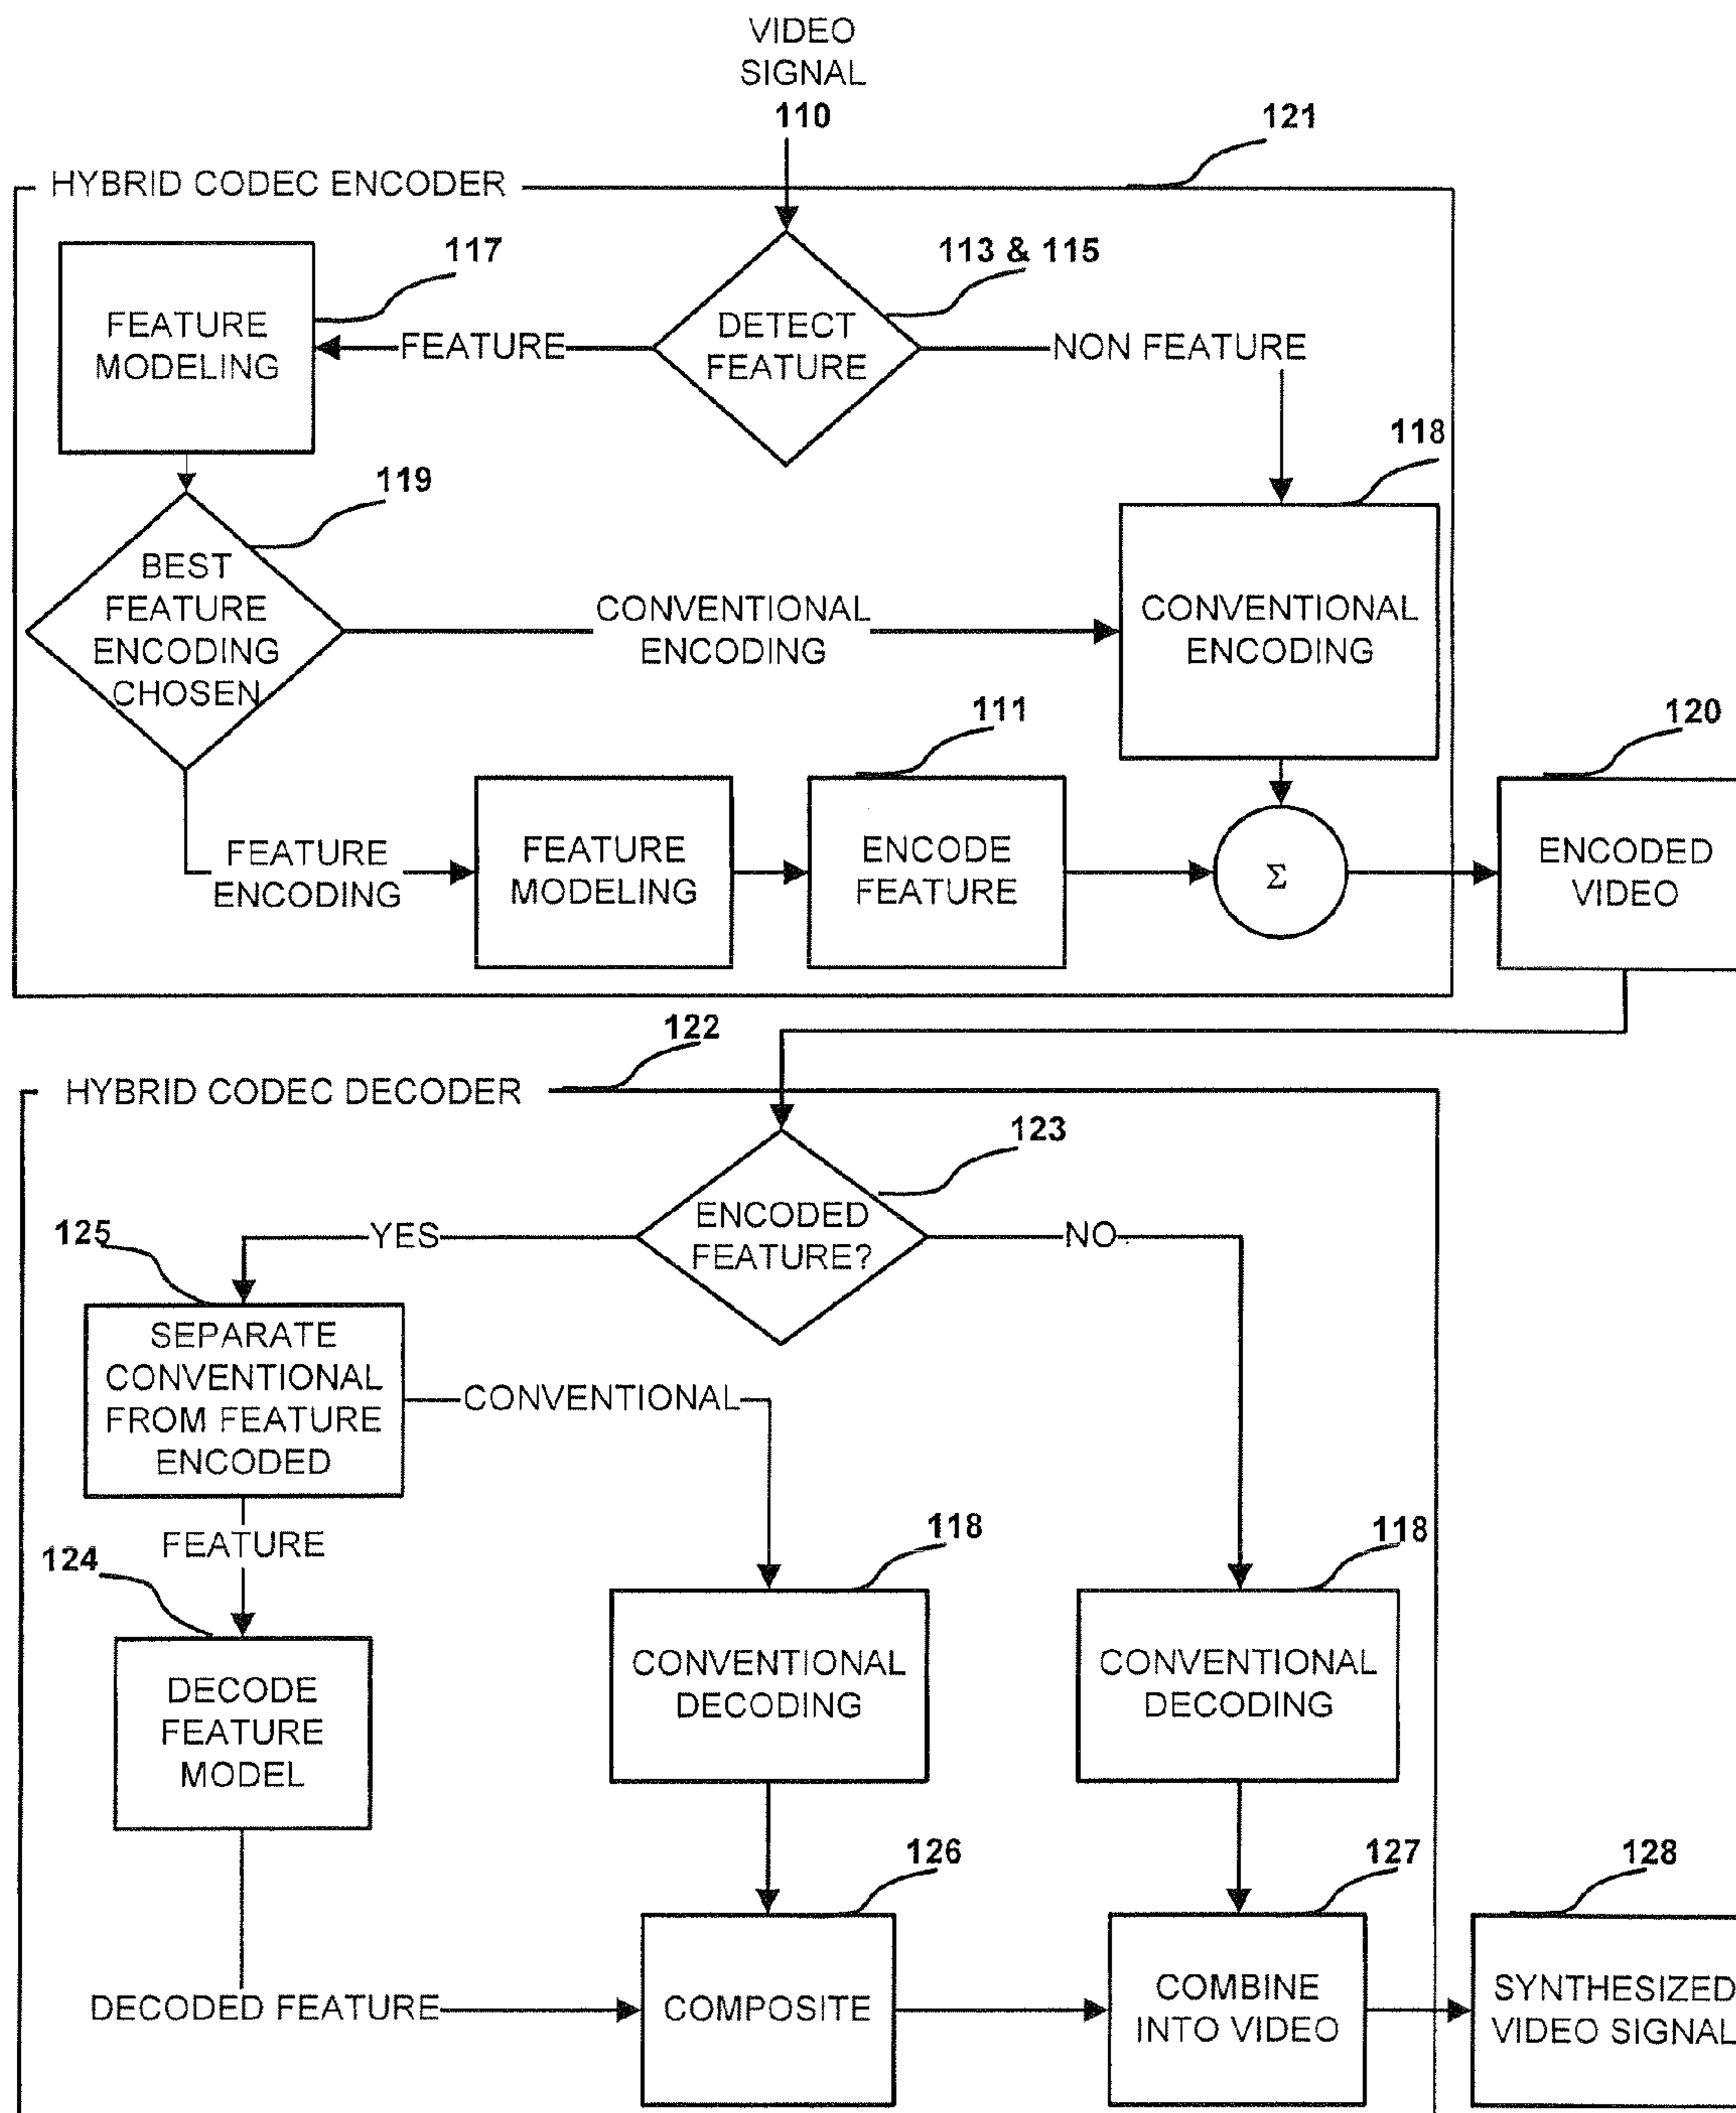 VIDEO
SIGNAL
110
121
HYBRID CODEC ENCODER
117
113 & 115
FEATURE
MODELING
FEATURE
DETECT
FEATURE
NON FEATURE
118
119
BEST
FEATURE
ENCODING
CHOSEN
CONVENTIONAL
ENCODING
CONVENTIONAL
ENCODING
111
120
FEATURE
ENCODING
FEATURE
MODELING
ENCODE
FEATURE
Σ
ENCODED
VIDEO
122
HYBRID CODEC DECODER
123
125
YES
ENCODED
FEATURE?
NO
SEPARATE
CONVENTIONAL
FROM FEATURE
ENCODED
CONVENTIONAL
FEATURE
124
118
118
DECODE
FEATURE
MODEL
CONVENTIONAL
DECODING
CONVENTIONAL
DECODING
126
127
128
DECODED FEATURE
COMPOSITE
COMBINE
INTO VIDEO
SYNTHESIZED
VIDEO SIGNAL